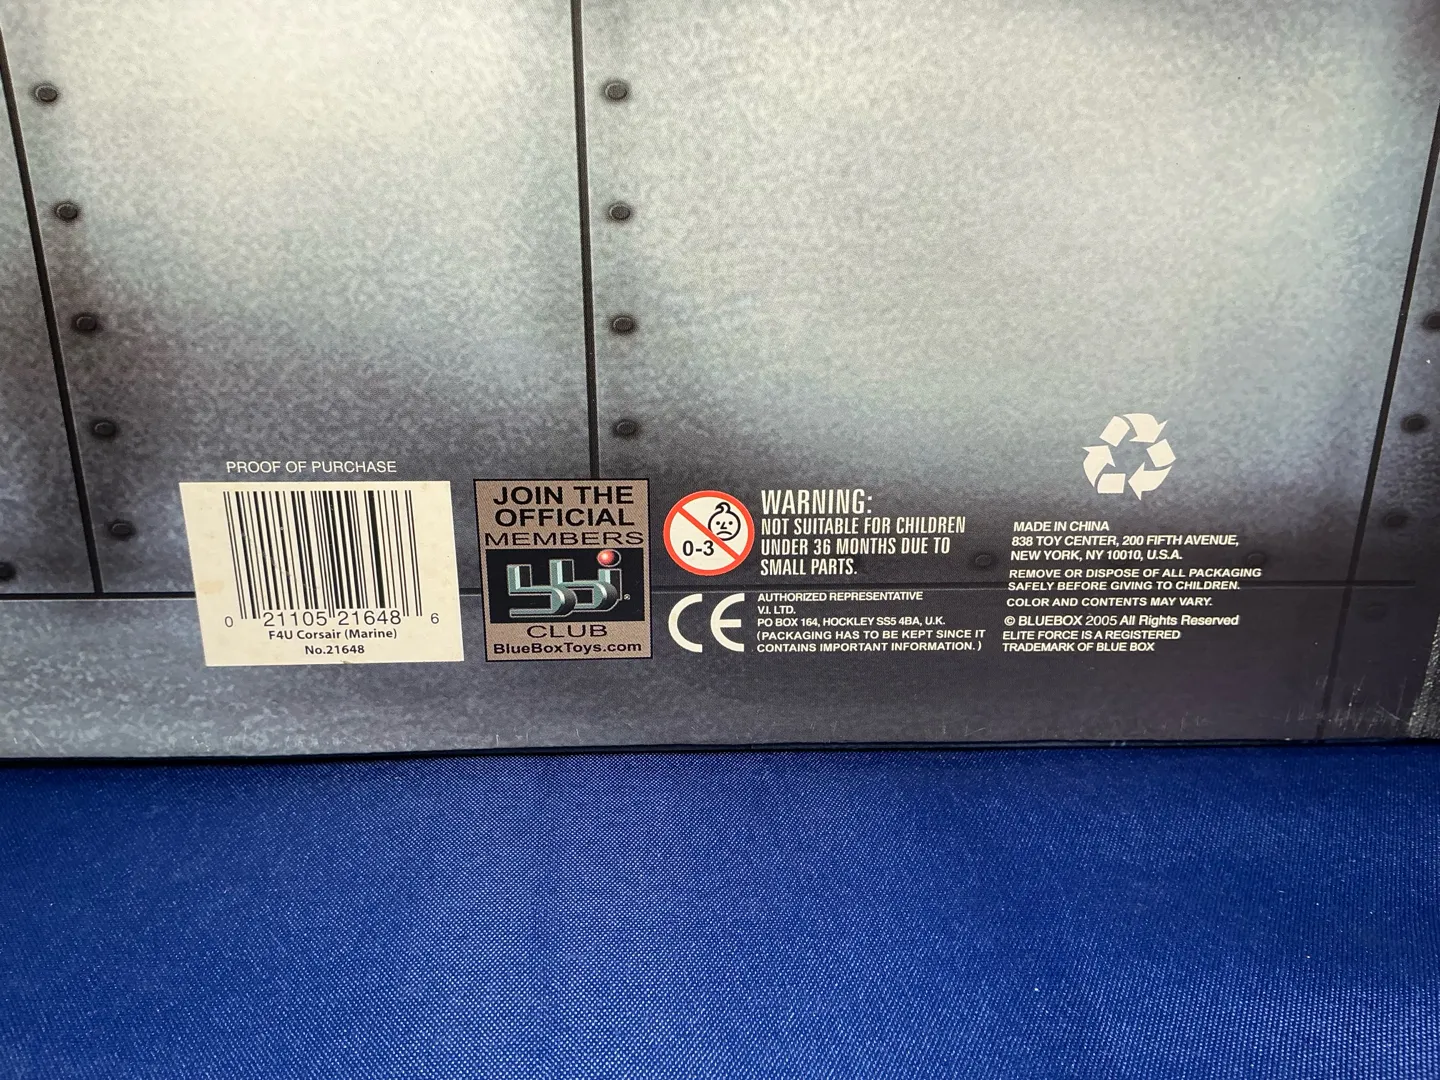 PROOF OF PURCHASE
0 21105 21648 6
F4U Corsair (Marine)
No.21648
JOIN THE
OFFICIAL
MEMBERS
bbi®
CLUB
BlueBoxToys.com
0-3
WARNING:
NOT SUITABLE FOR CHILDREN
UNDER 36 MONTHS DUE TO
SMALL PARTS.
CE
AUTHORIZED REPRESENTATIVE
V.I. LTD.
PO BOX 164, HOCKLEY SS5 4BA, U.K.
(PACKAGING HAS TO BE KEPT SINCE IT
CONTAINS IMPORTANT INFORMATION.)
MADE IN CHINA
838 TOY CENTER, 200 FIFTH AVENUE,
NEW YORK, NY 10010, U.S.A.
REMOVE OR DISPOSE OF ALL PACKAGING
SAFELY BEFORE GIVING TO CHILDREN.
COLOR AND CONTENTS MAY VARY.
© BLUEBOX 2005 All Rights Reserved
ELITE FORCE IS A REGISTERED
TRADEMARK OF BLUE BOX